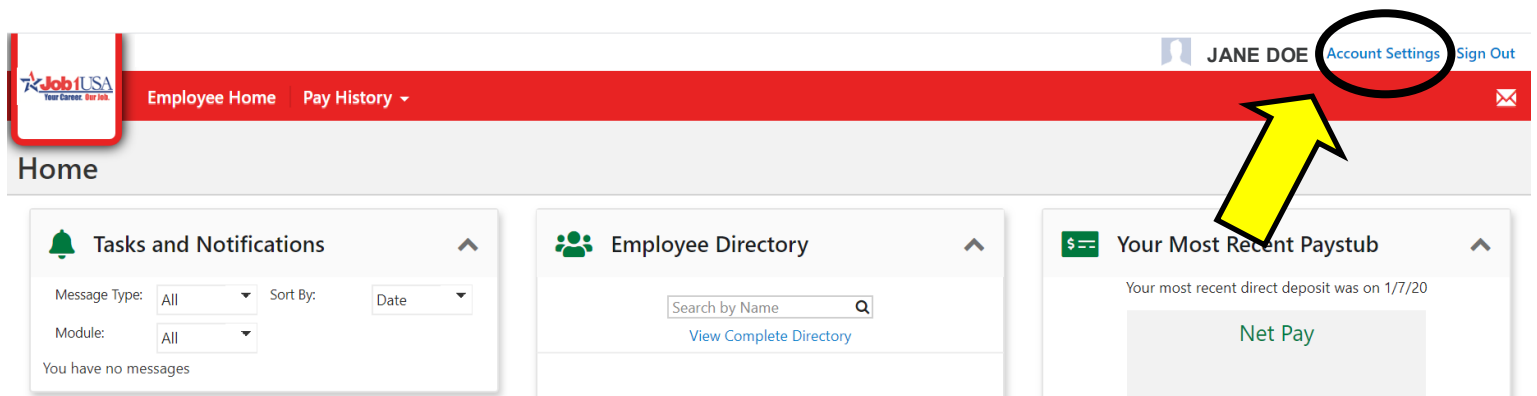 JANE DOE Account Settings Sign Out
Job1USA
Your Career. Our Job.
Employee Home Pay History
Home
Tasks and Notifications
Message Type: All Sort By: Date
Module: All
You have no messages
Employee Directory
Search by Name
View Complete Directory
Your Most Recent Paystub
Your most recent direct deposit was on 1/7/20
Net Pay